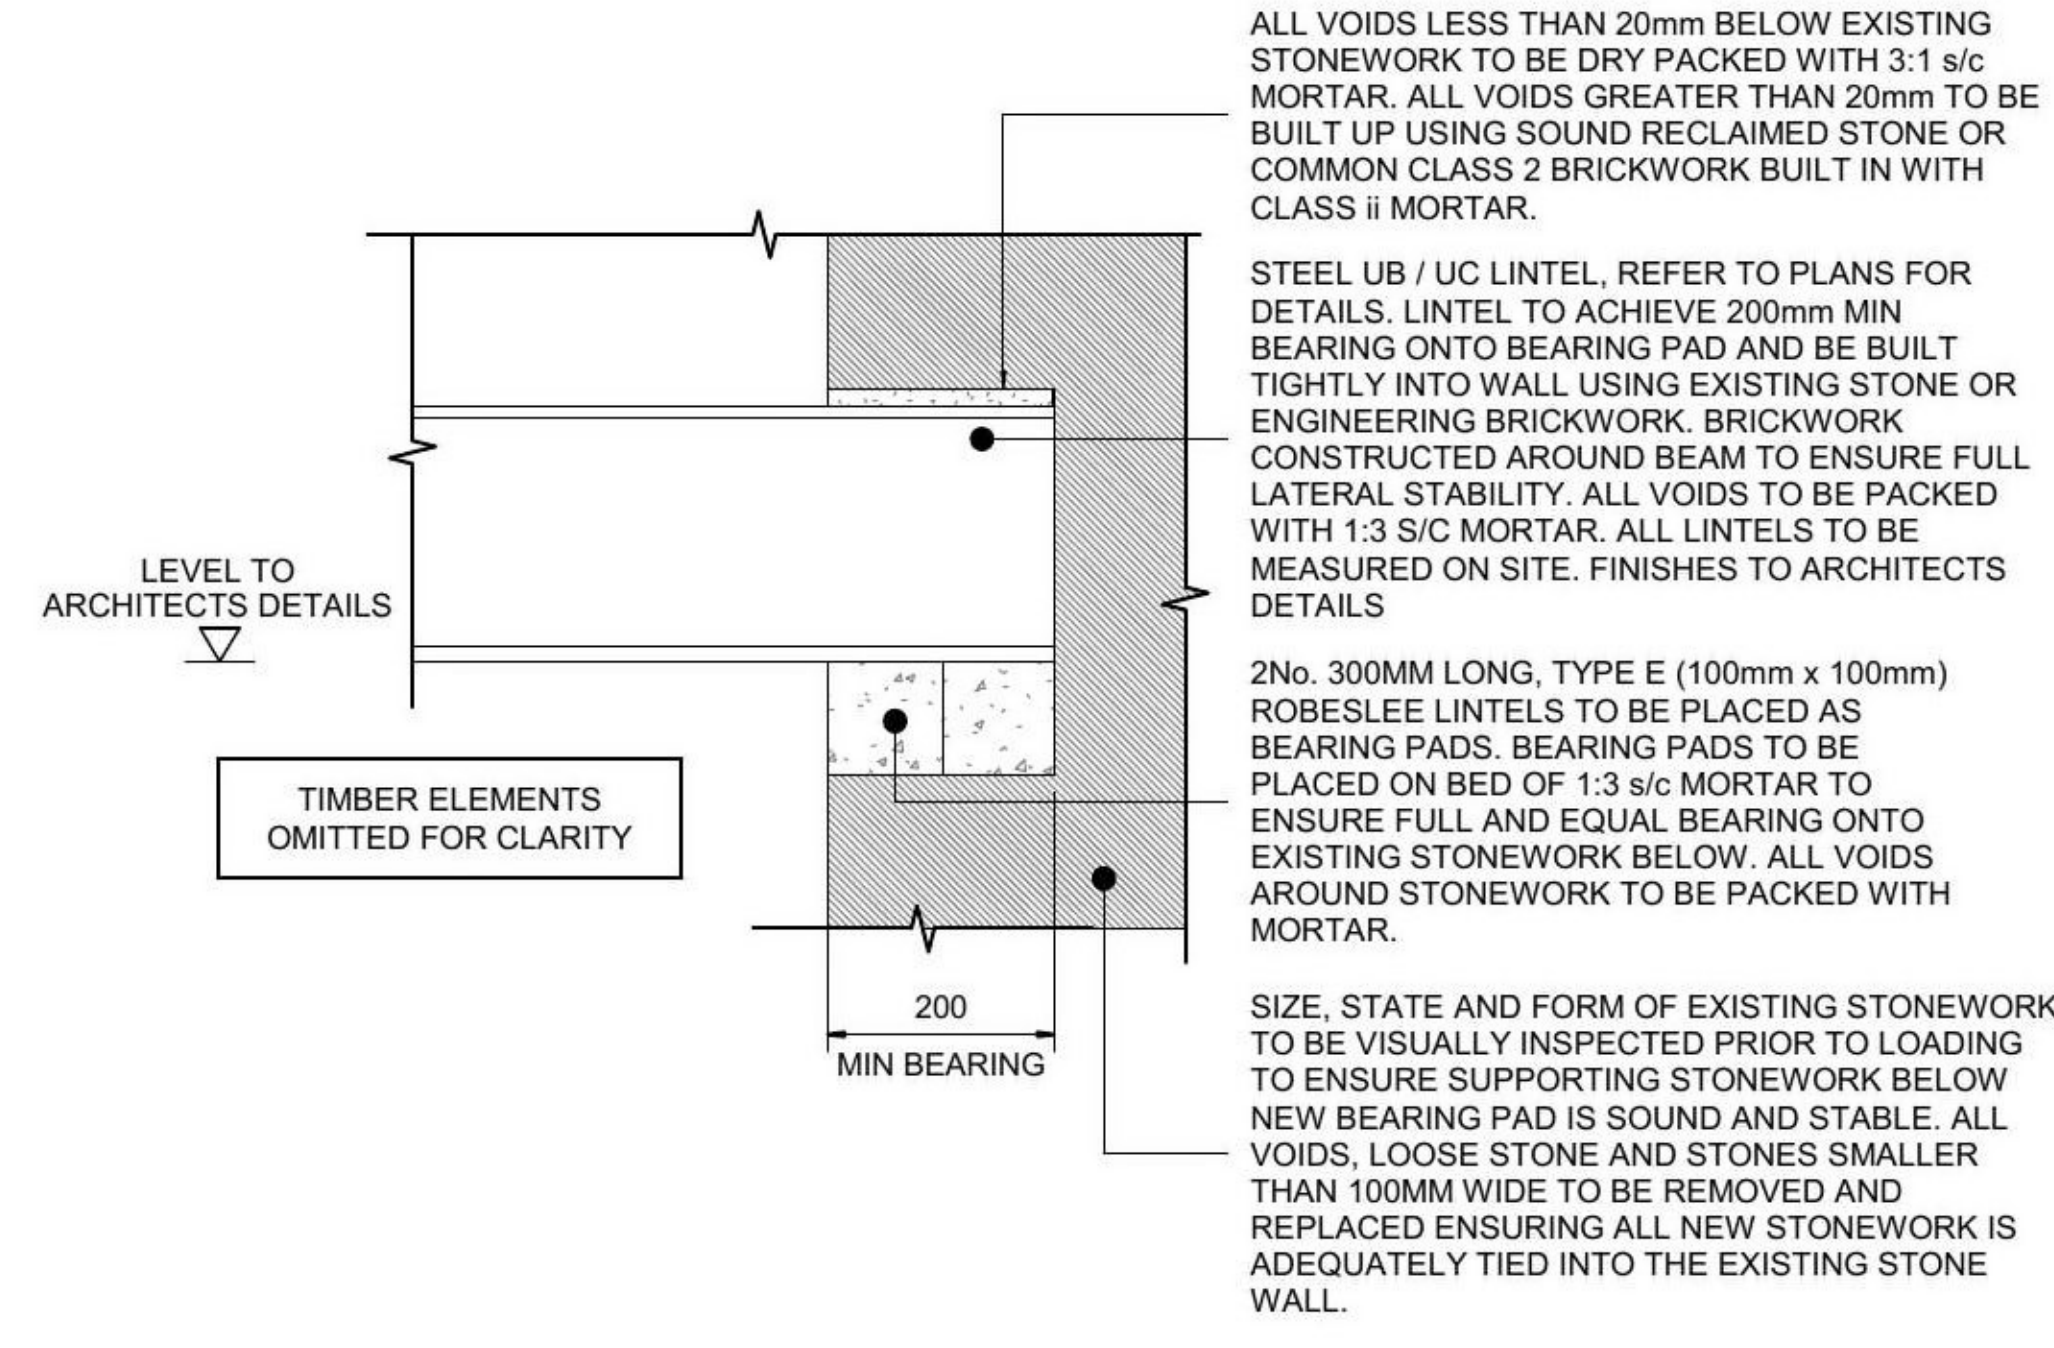 ALL VOIDS LESS THAN 20mm BELOW EXISTING
STONEWORK TO BE DRY PACKED WITH 3:1 s/c
MORTAR. ALL VOIDS GREATER THAN 20mm TO BE
BUILT UP USING SOUND RECLAIMED STONE OR
COMMON CLASS 2 BRICKWORK BUILT IN WITH
CLASS ii MORTAR.
STEEL UB / UC LINTEL, REFER TO PLANS FOR
DETAILS. LINTEL TO ACHIEVE 200mm MIN
BEARING ONTO BEARING PAD AND BE BUILT
TIGHTLY INTO WALL USING EXISTING STONE OR
ENGINEERING BRICKWORK. BRICKWORK
CONSTRUCTED AROUND BEAM TO ENSURE FULL
LATERAL STABILITY. ALL VOIDS TO BE PACKED
WITH 1:3 S/C MORTAR. ALL LINTELS TO BE
MEASURED ON SITE. FINISHES TO ARCHITECTS
DETAILS
LEVEL TO
ARCHITECTS DETAILS
2No. 300MM LONG, TYPE E (100mm x 100mm)
ROBESLEE LINTELS TO BE PLACED AS
BEARING PADS. BEARING PADS TO BE
PLACED ON BED OF 1:3 s/c MORTAR TO
ENSURE FULL AND EQUAL BEARING ONTO
EXISTING STONEWORK BELOW. ALL VOIDS
AROUND STONEWORK TO BE PACKED WITH
MORTAR.
TIMBER ELEMENTS
OMITTED FOR CLARITY
200
MIN BEARING
SIZE, STATE AND FORM OF EXISTING STONEWORK
TO BE VISUALLY INSPECTED PRIOR TO LOADING
TO ENSURE SUPPORTING STONEWORK BELOW
NEW BEARING PAD IS SOUND AND STABLE. ALL
VOIDS, LOOSE STONE AND STONES SMALLER
THAN 100MM WIDE TO BE REMOVED AND
REPLACED ENSURING ALL NEW STONEWORK IS
ADEQUATELY TIED INTO THE EXISTING STONE
WALL.